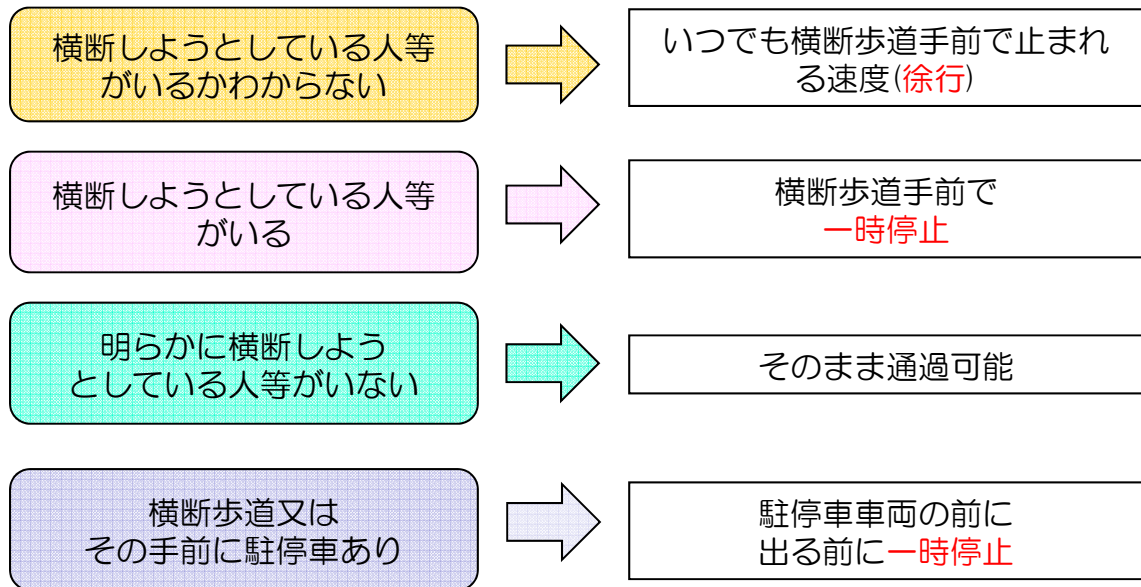 横断しようとしている人等
がいるかわからない
いつでも横断歩道手前で止まれ
る速度(徐行)
横断しようとしている人等
がいる
横断歩道手前で
一時停止
明らかに横断しよう
としている人等がいない
そのまま通過可能
横断歩道又は
その手前に駐停車あり
駐停車車両の前に
出る前に一時停止